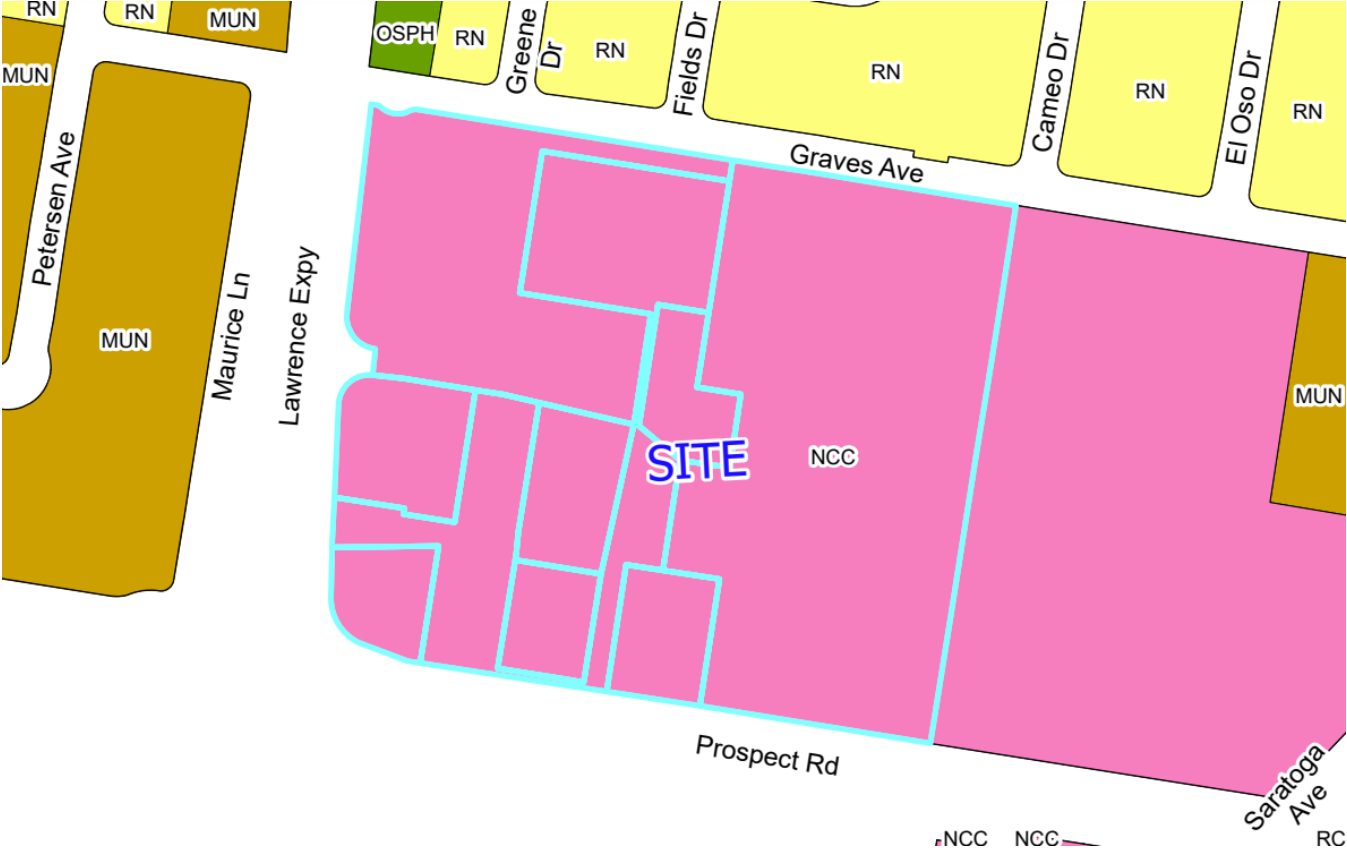 RN
RN
MUN
OSPH
RN
Greene
Dr
RN
Fields Dr
RN
Cameo Dr
RN
El Oso Dr
RN
MUN
Petersen Ave
MUN
Maurice Ln
Lawrence Expy
Graves Ave
MUN
SITE
NCC
Prospect Rd
Saratoga
Ave
NCC
NCC
RC